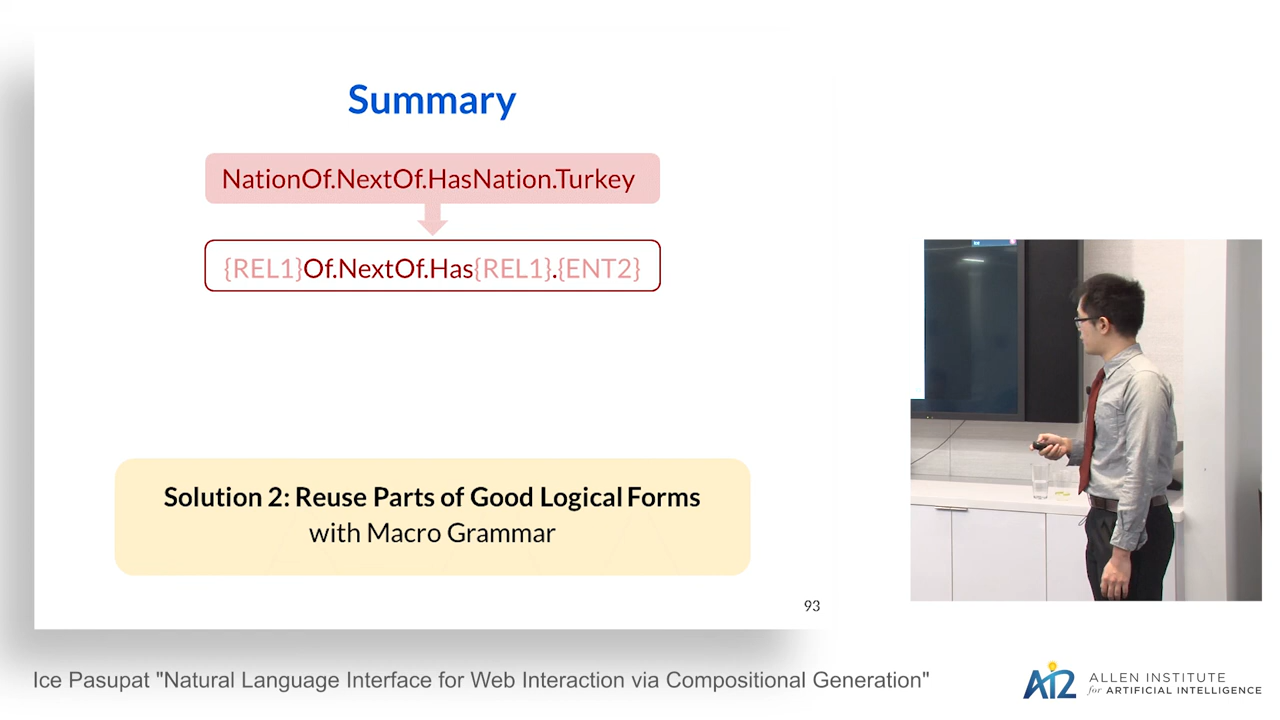 Summary
NationOf.NextOf.HasNation.Turkey
{REL1}Of.NextOf.Has{REL1}.{ENT2}
Solution 2: Reuse Parts of Good Logical Forms
with Macro Grammar
93
Ice Pasupat "Natural Language Interface for Web Interaction via Compositional Generation"
AI2
ALLEN INSTITUTE
for ARTIFICIAL INTELLIGENCE